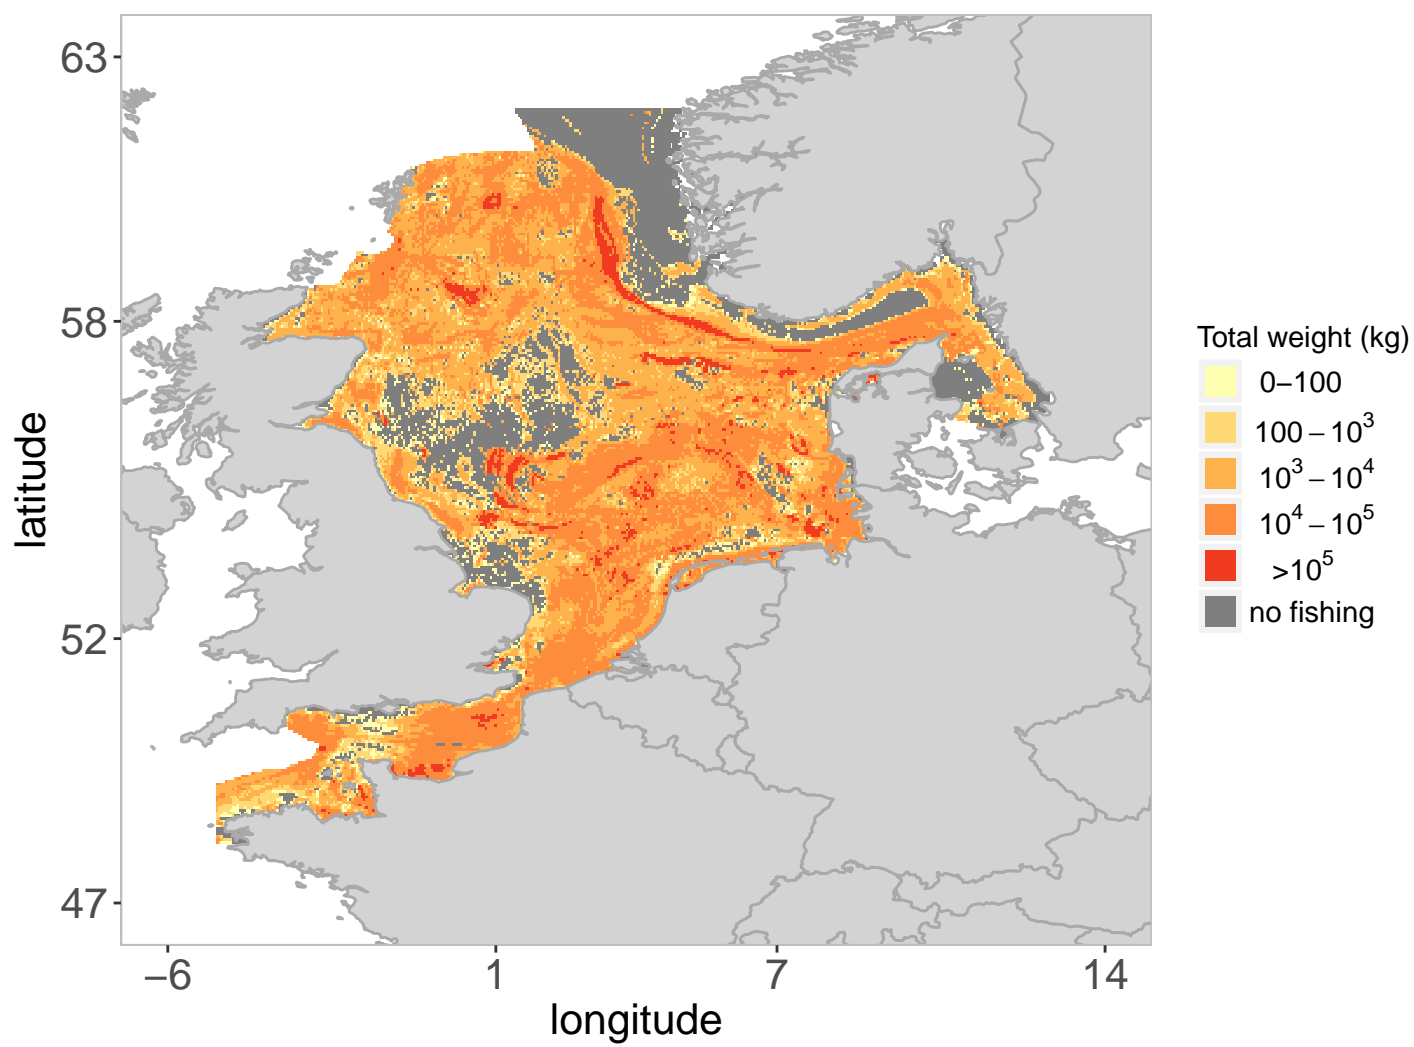 63
58
52
47
latitude
−6
1
7
14
longitude
Total weight (kg)
0−100
100 − 10³
10³ − 10⁴
10⁴ − 10⁵
>10⁵
no fishing